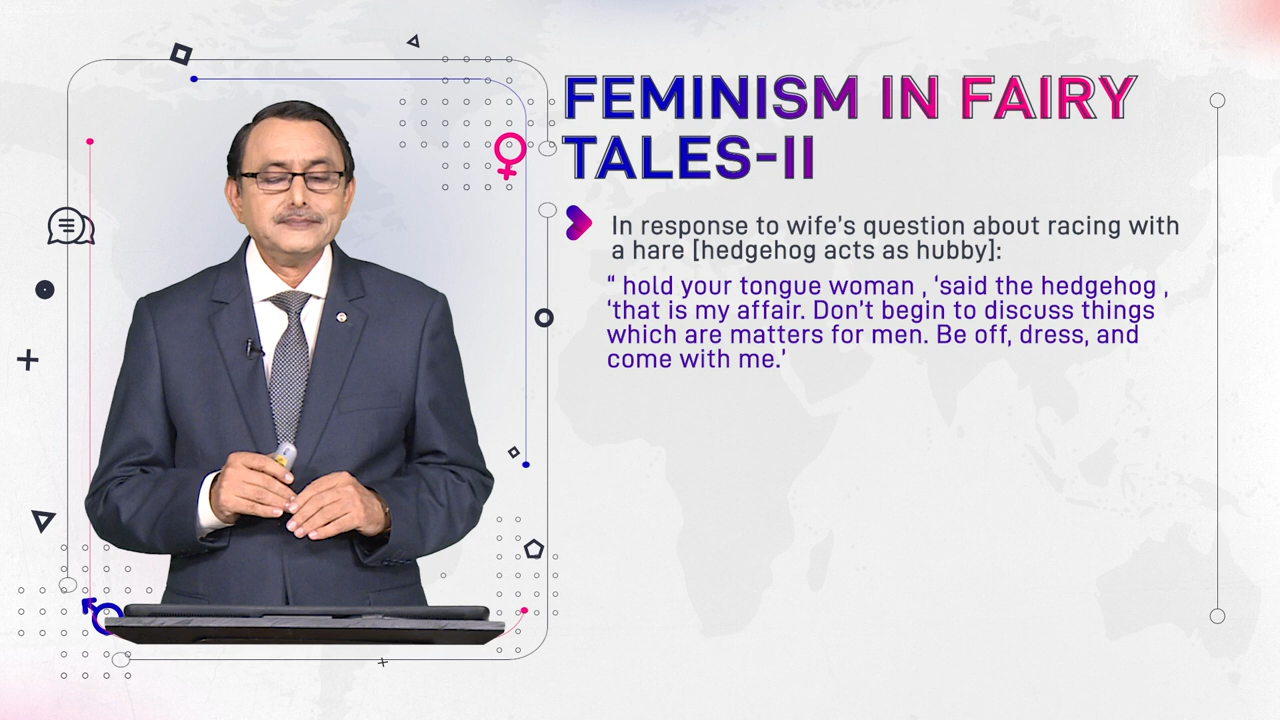 FEMINISM IN FAIRY
TALES-II
In response to wife's question about racing with
a hare [hedgehog acts as hubby]:
“ hold your tongue woman , ‘said the hedgehog ,
‘that is my affair. Don’t begin to discuss things
which are matters for men. Be off, dress, and
come with me.’